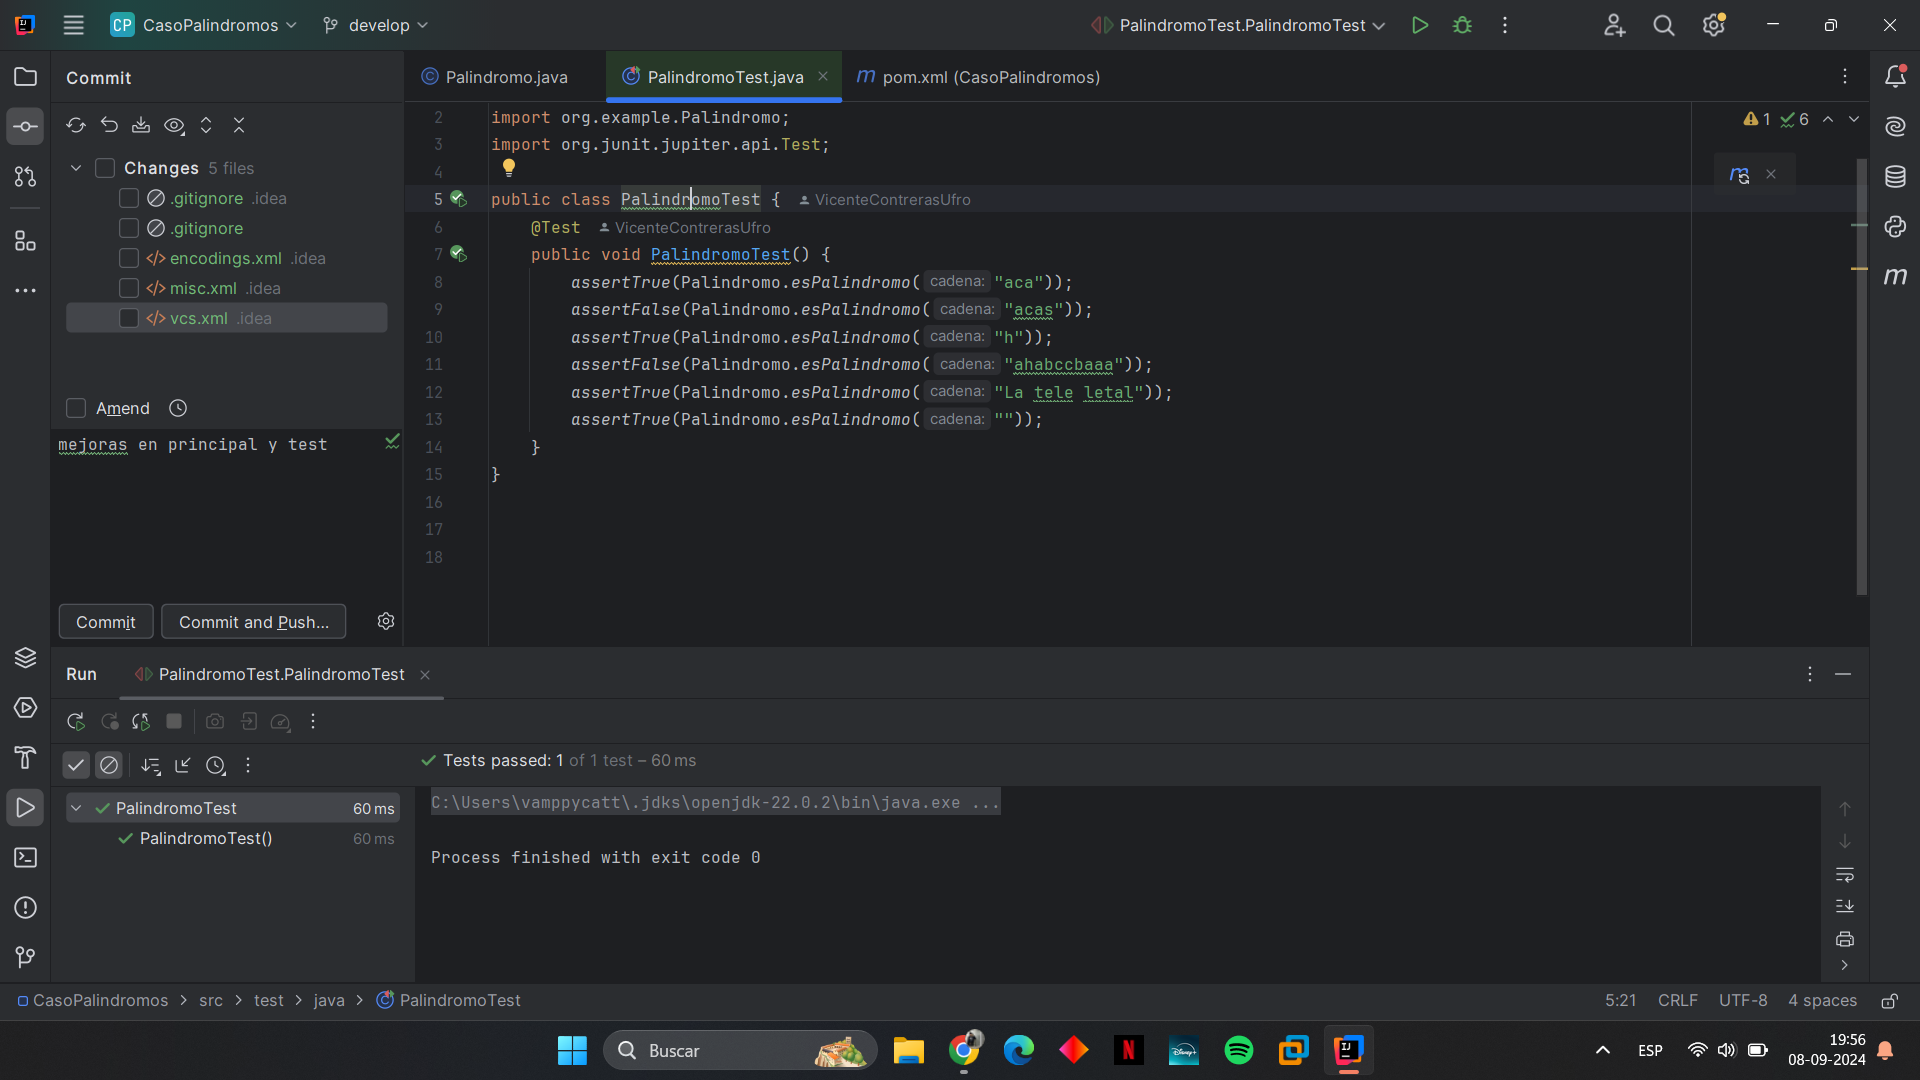 CP CasoPalindromos develop PalindromoTest.PalindromoTest
Commit
Palindromo.java PalindromoTest.java pom.xml (CasoPalindromos)
Changes 5 files
.gitignore .idea
.gitignore
encodings.xml .idea
misc.xml .idea
vcs.xml .idea
Amend
mejoras en principal y test
Commit Commit and Push...
1 6
2 import org.example.Palindromo;
3 import org.junit.jupiter.api.Test;
4
5 public class PalindromoTest { VicenteContrerasUfro
6 @Test VicenteContrerasUfro
7 public void PalindromoTest() {
8 assertTrue(Palindromo.esPalindromo( cadena: "aca"));
9 assertFalse(Palindromo.esPalindromo( cadena: "acas"));
10 assertTrue(Palindromo.esPalindromo( cadena: "h"));
11 assertFalse(Palindromo.esPalindromo( cadena: "ahabccbaaa"));
12 assertTrue(Palindromo.esPalindromo( cadena: "La tele letal"));
13 assertTrue(Palindromo.esPalindromo( cadena: ""));
14 }
15 }
16
17
18
Run PalindromoTest.PalindromoTest
Tests passed: 1 of 1 test – 60 ms
PalindromoTest 60 ms
PalindromoTest() 60 ms
C:\Users\vamppycatt\.jdks\openjdk-22.0.2\bin\java.exe ...
Process finished with exit code 0
CasoPalindromos > src > test > java > PalindromoTest 5:21 CRLF UTF-8 4 spaces
Buscar
Disney+
ESP
19:56
08-09-2024